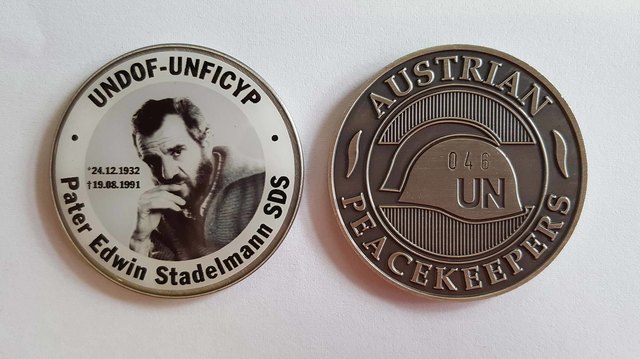 UNDOF-UNFICYP
*24.12.1932
†19.08.1991
Pater Edwin Stadelmann SDS
AUSTRIAN
046
UN
PEACEKEEPERS